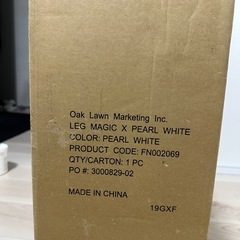 Oak Lawn Marketing Inc.
LEG MAGIC X PEARL WHITE
COLOR: PEARL WHITE
PRODUCT CODE: FN002069
QTY/CARTON: 1 PC
PO #: 3000829-02
MADE IN CHINA
19GXF